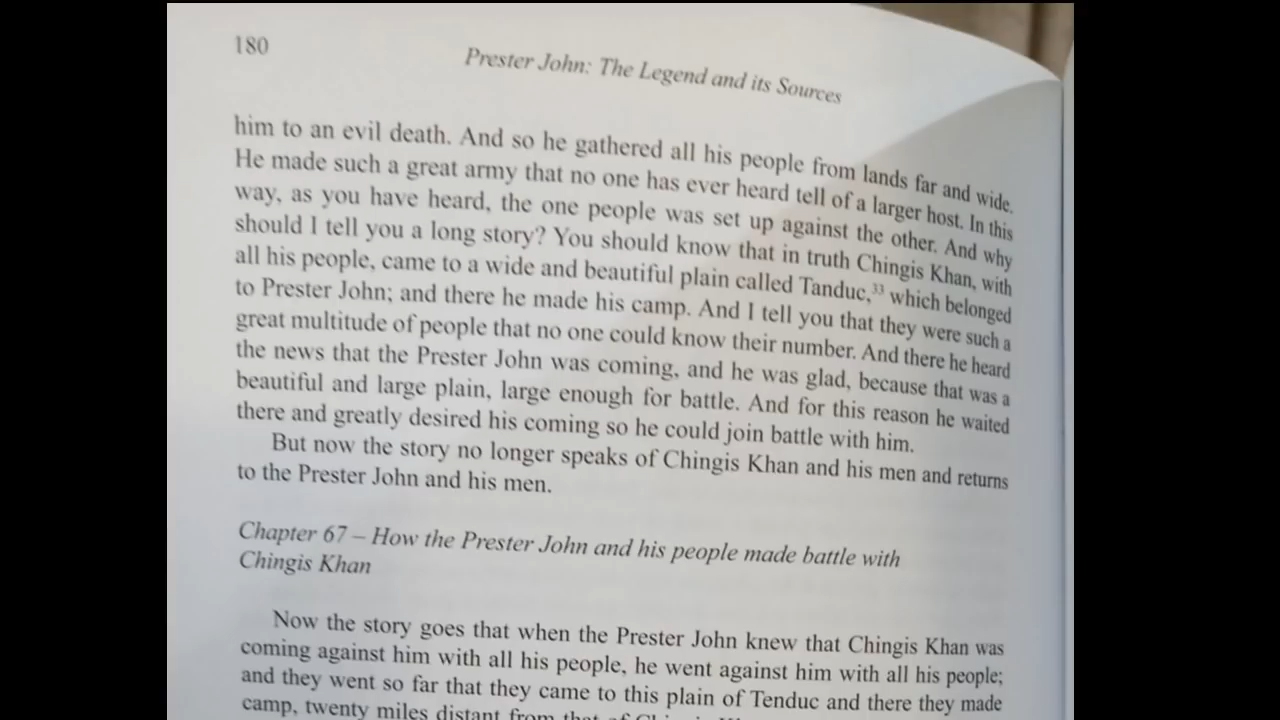 180
Prester John: The Legend and its Sources
him to an evil death. And so he gathered all his people from lands far and wide.
He made such a great army that no one has ever heard tell of a larger host. In this
way, as you have heard, the one people was set up against the other. And why
should I tell you a long story? You should know that in truth Chingis Khan, with
all his people, came to a wide and beautiful plain called Tanduc,³³ which belonged
to Prester John; and there he made his camp. And I tell you that they were such a
great multitude of people that no one could know their number. And there he heard
the news that the Prester John was coming, and he was glad, because that was a
beautiful and large plain, large enough for battle. And for this reason he waited
there and greatly desired his coming so he could join battle with him.
But now the story no longer speaks of Chingis Khan and his men and returns
to the Prester John and his men.
Chapter 67 – How the Prester John and his people made battle with
Chingis Khan
Now the story goes that when the Prester John knew that Chingis Khan was
coming against him with all his people, he went against him with all his people;
and they went so far that they came to this plain of Tenduc and there they made
camp, twenty miles distant from that of